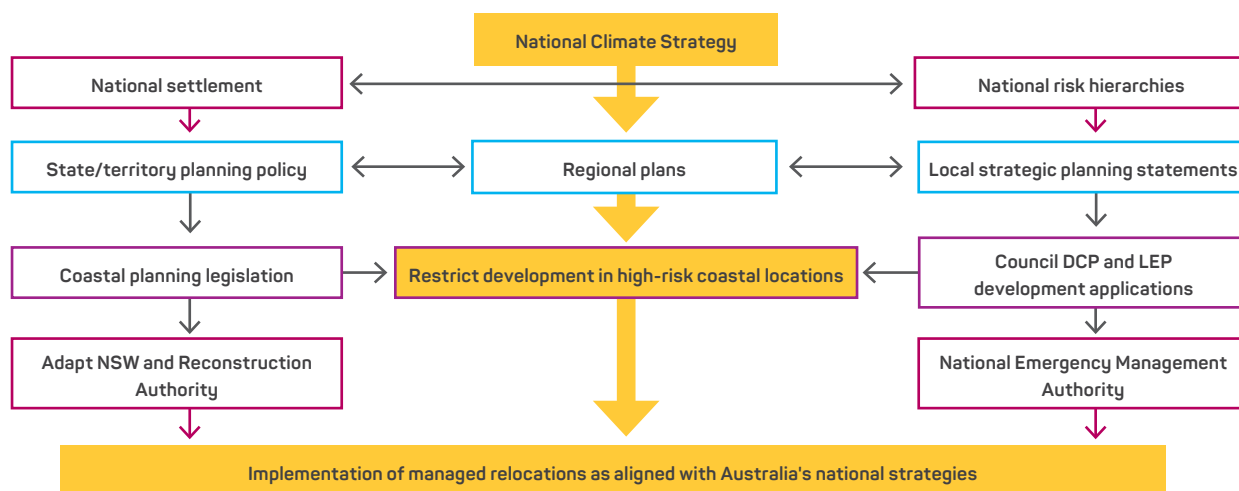 National Climate Strategy
National settlement
National risk hierarchies
State/territory planning policy
Regional plans
Local strategic planning statements
Coastal planning legislation
Restrict development in high-risk coastal locations
Council DCP and LEP
development applications
Adapt NSW and Reconstruction
Authority
National Emergency Management
Authority
Implementation of managed relocations as aligned with Australia's national strategies